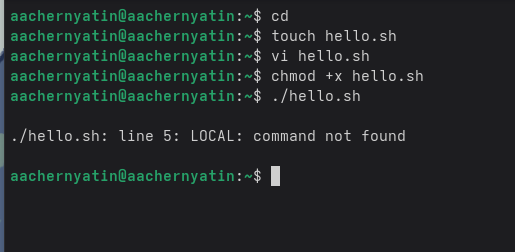 aachernyatin@aachernyatin:~$ cd
aachernyatin@aachernyatin:~$ touch hello.sh
aachernyatin@aachernyatin:~$ vi hello.sh
aachernyatin@aachernyatin:~$ chmod +x hello.sh
aachernyatin@aachernyatin:~$ ./hello.sh
./hello.sh: line 5: LOCAL: command not found
aachernyatin@aachernyatin:~$